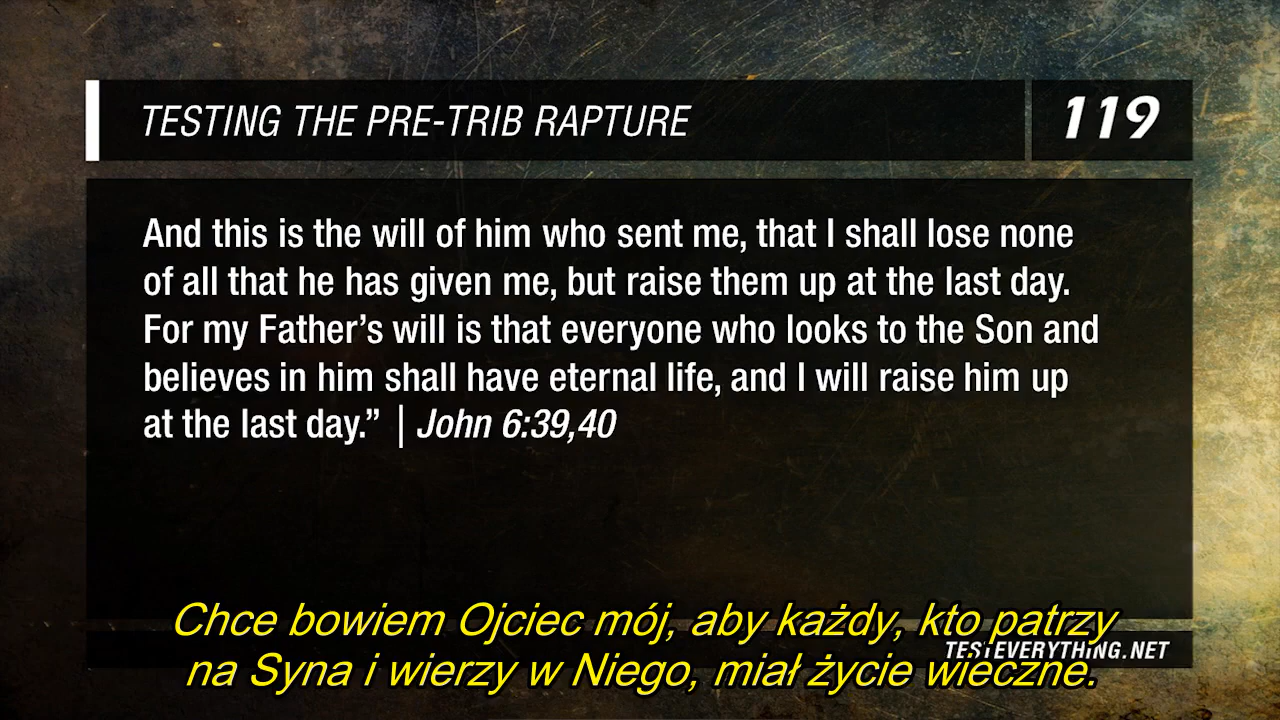 TESTING THE PRE-TRIB RAPTURE
119
And this is the will of him who sent me, that I shall lose none
of all that he has given me, but raise them up at the last day.
For my Father’s will is that everyone who looks to the Son and
believes in him shall have eternal life, and I will raise him up
at the last day.” | John 6:39,40
Chce bowiem Ojciec mój, aby każdy, kto patrzy
na Syna i wierzy w Niego, miał życie wieczne.
TESTEVERYTHING.NET